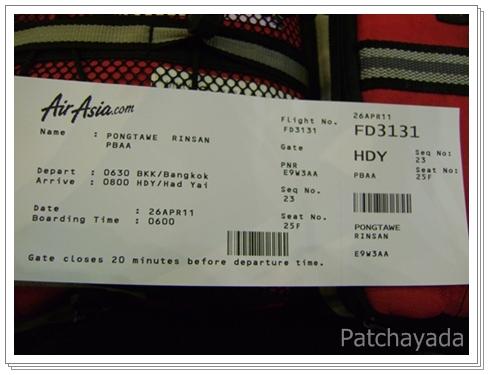 AirAsia.com
Name : PONGTAWE RINSAN
PBAA
Depart : 0630 BKK/Bangkok
Arrive : 0800 HDY/Had Yai
Date : 26APR11
Boarding Time : 0600
Gate closes 20 minutes before departure time.
Flight No.
FD3131
Gate
PNR
E9W3AA
Seq No.
23
Seat No.
25F
26APR11
FD3131
HDY
PBAA
Seq No:
23
Seat No:
25F
PONGTAWE
RINSAN
E9W3AA
Patchayada